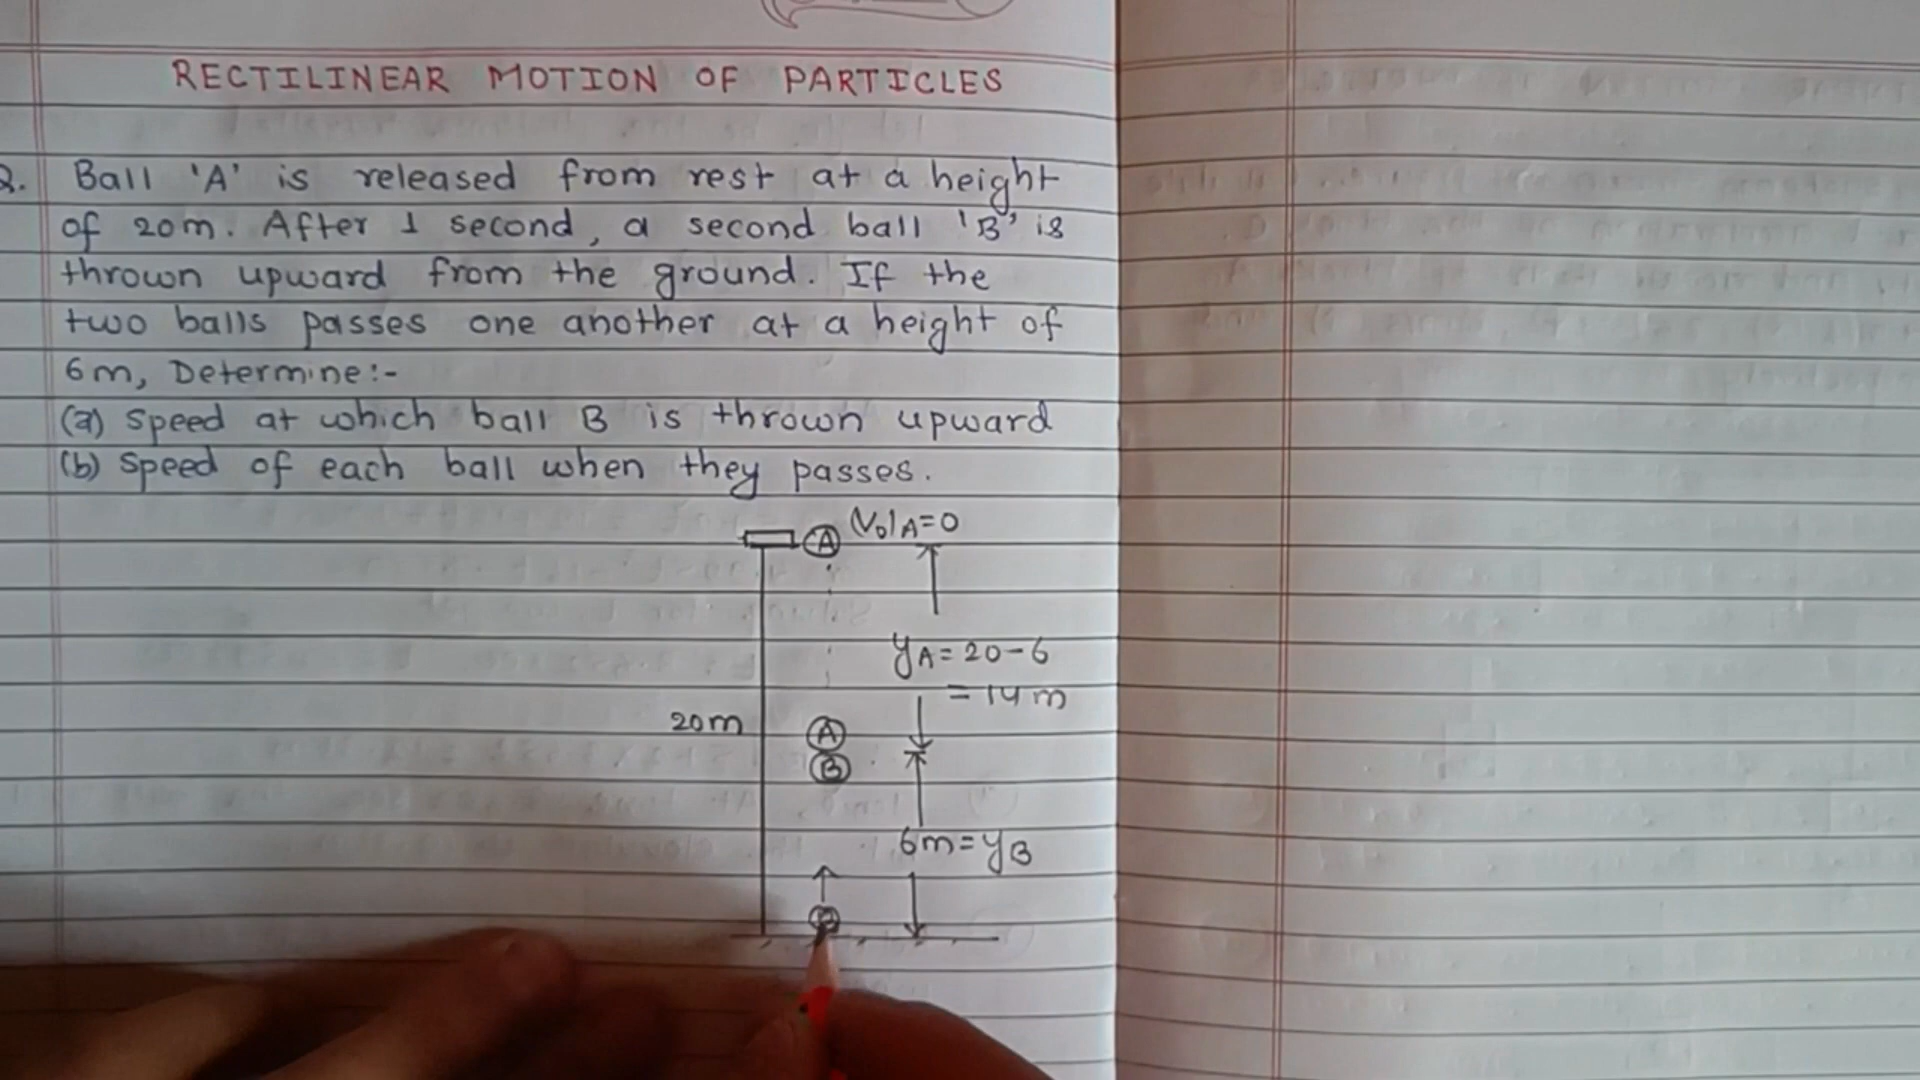 RECTILINEAR MOTION OF PARTICLES
Ball 'A' is released from rest at a height
of 20m. After 1 second, a second ball 'B' is
thrown upward from the ground. If the
two balls passes one another at a height of
6m, Determine:-
(a) Speed at which ball B is thrown upward
(b) Speed of each ball when they passes.
A (V₀)A=0
yA=20-6
=14m
20m
A
B
6m=yB
B